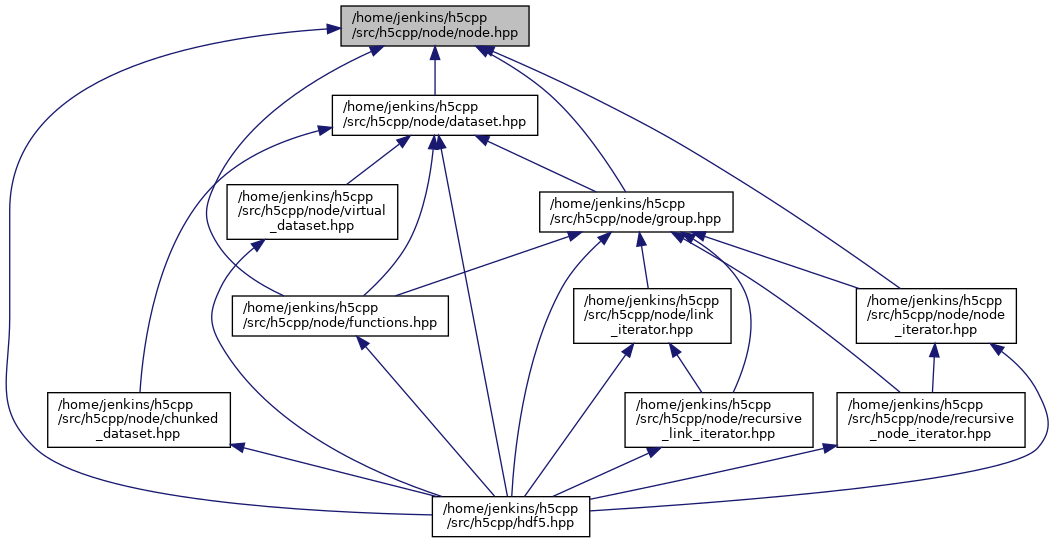 /home/jenkins/h5cpp
/src/h5cpp/node/node.hpp
/home/jenkins/h5cpp
/src/h5cpp/node/dataset.hpp
/home/jenkins/h5cpp
/src/h5cpp/node/virtual
_dataset.hpp
/home/jenkins/h5cpp
/src/h5cpp/node/group.hpp
/home/jenkins/h5cpp
/src/h5cpp/node/functions.hpp
/home/jenkins/h5cpp
/src/h5cpp/node/link
_iterator.hpp
/home/jenkins/h5cpp
/src/h5cpp/node/node
_iterator.hpp
/home/jenkins/h5cpp
/src/h5cpp/node/chunked
_dataset.hpp
/home/jenkins/h5cpp
/src/h5cpp/node/recursive
_link_iterator.hpp
/home/jenkins/h5cpp
/src/h5cpp/node/recursive
_node_iterator.hpp
/home/jenkins/h5cpp
/src/h5cpp/hdf5.hpp